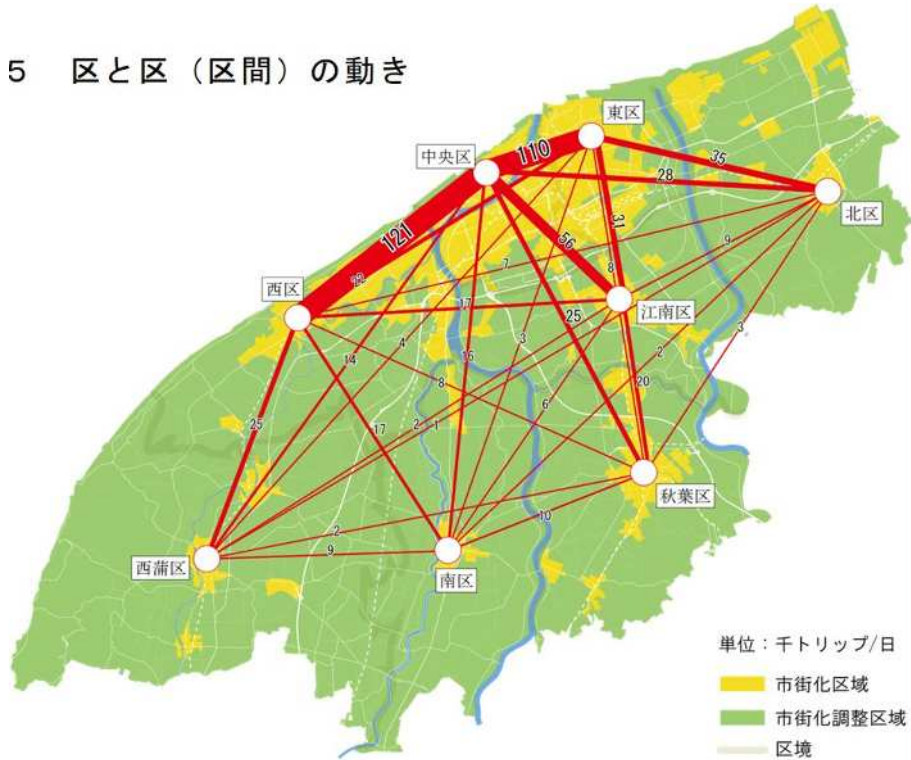 5 区と区（区間）の動き
東区
中央区
110
35
28
北区
121
31
56
9
7
8
22
西区
17
江南区
25
3
14
4
16
3
2
8
20
6
25
17
2
1
秋葉区
10
2
9
西蒲区
南区
単位：千トリップ/日
市街化区域
市街化調整区域
区境